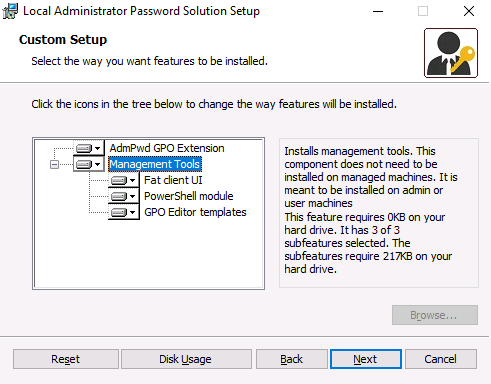 Local Administrator Password Solution Setup
Custom Setup
Select the way you want features to be installed.
Click the icons in the tree below to change the way features will be installed.
AdmPwd GPO Extension
Management Tools
Fat client UI
PowerShell module
GPO Editor templates
Installs management tools. This
component does not need to be
installed on managed machines. It is
meant to be installed on admin or
user machines
This feature requires 0KB on your
hard drive. It has 3 of 3
subfeatures selected. The
subfeatures require 217KB on your
hard drive.
Browse...
Reset
Disk Usage
Back
Next
Cancel